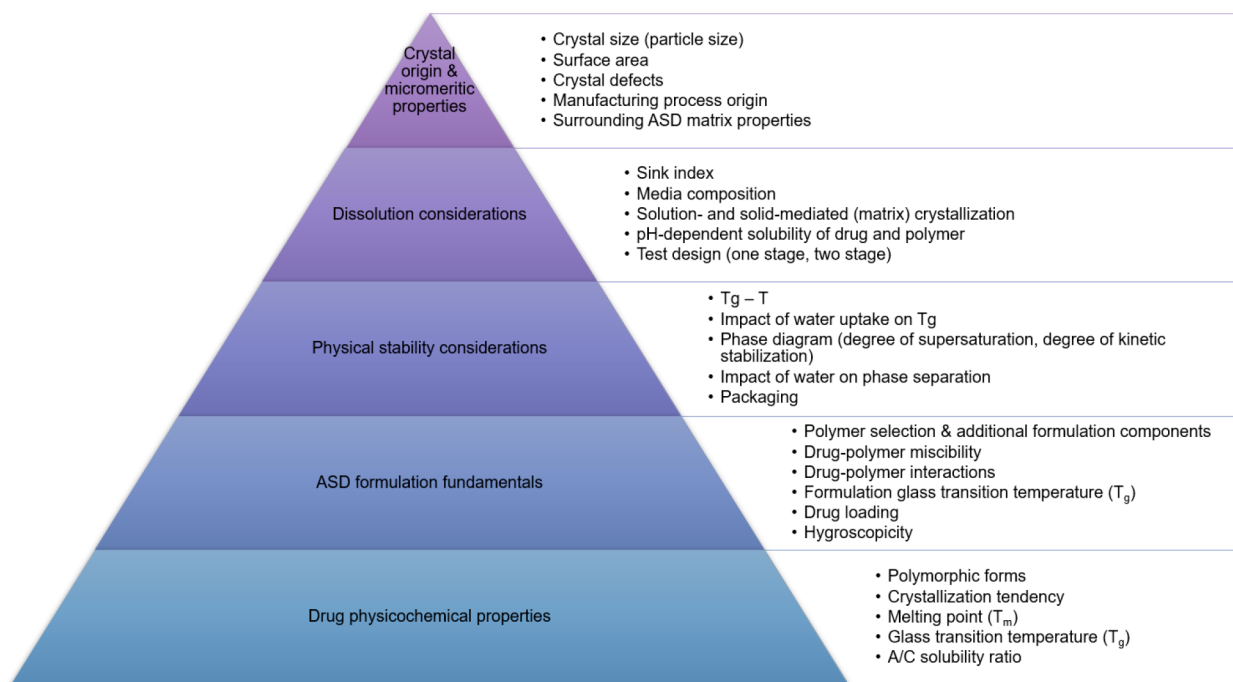 Crystal
origin &
micromeritic
properties
• Crystal size (particle size)
• Surface area
• Crystal defects
• Manufacturing process origin
• Surrounding ASD matrix properties
Dissolution considerations
• Sink index
• Media composition
• Solution- and solid-mediated (matrix) crystallization
• pH-dependent solubility of drug and polymer
• Test design (one stage, two stage)
Physical stability considerations
• Tg – T
• Impact of water uptake on Tg
• Phase diagram (degree of supersaturation, degree of kinetic
stabilization)
• Impact of water on phase separation
• Packaging
ASD formulation fundamentals
• Polymer selection & additional formulation components
• Drug-polymer miscibility
• Drug-polymer interactions
• Formulation glass transition temperature (Tg)
• Drug loading
• Hygroscopicity
Drug physicochemical properties
• Polymorphic forms
• Crystallization tendency
• Melting point (Tm)
• Glass transition temperature (Tg)
• A/C solubility ratio